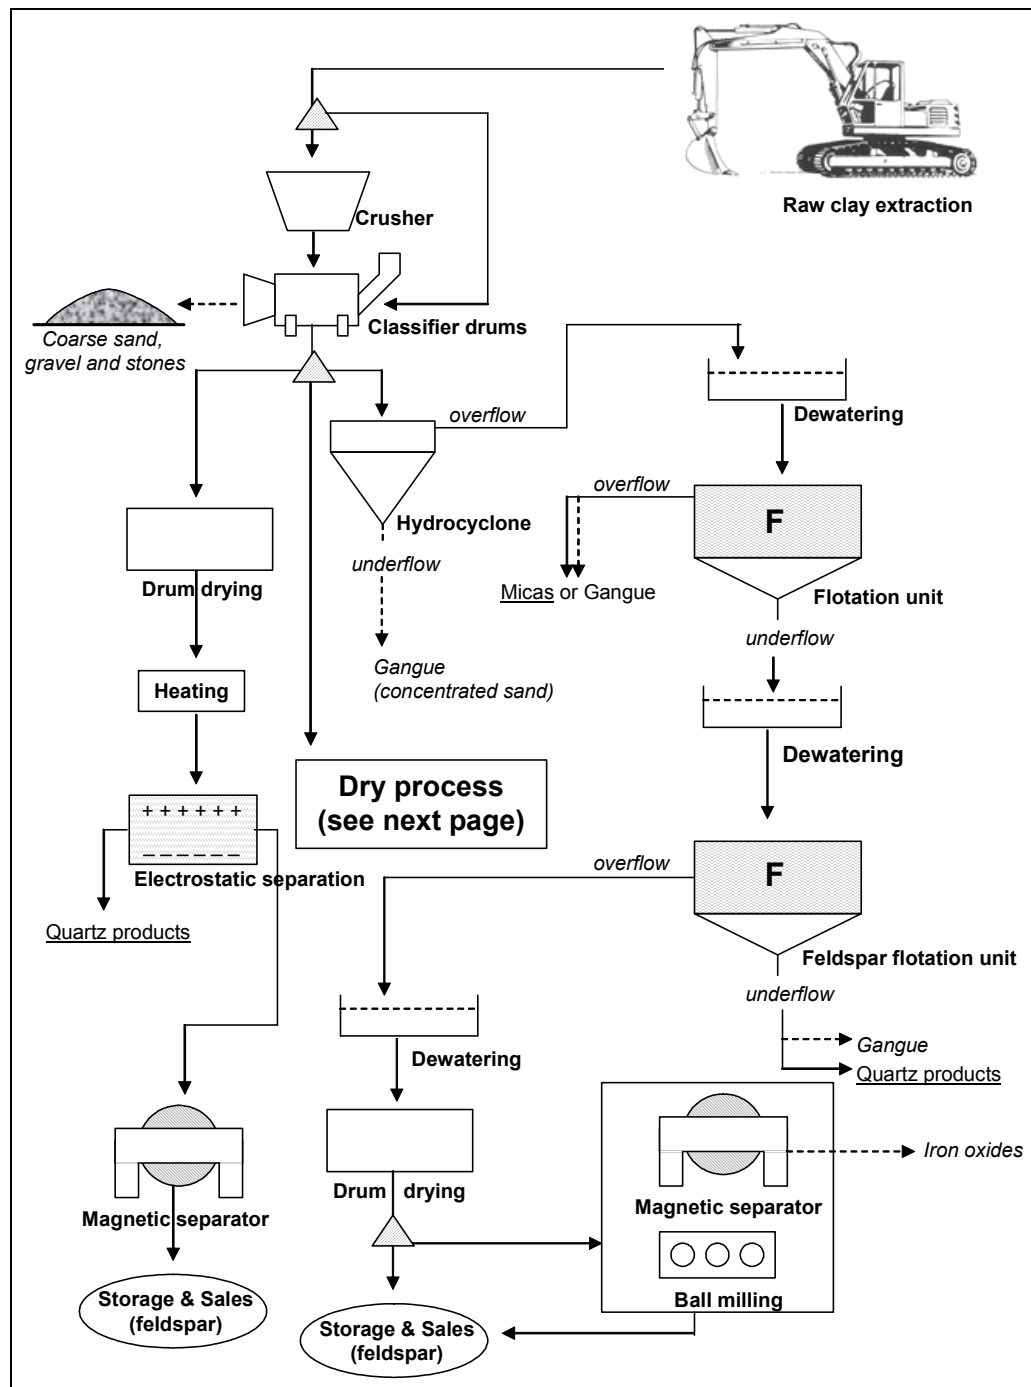 Raw clay extraction
Crusher
Classifier drums
Coarse sand,
gravel and stones
overflow
Dewatering
Hydrocyclone
underflow
Gangue
(concentrated sand)
overflow
F
Micas or Gangue
Flotation unit
underflow
Dewatering
Drum drying
Heating
Dry process
(see next page)
+ + + + + +
_ _ _ _ _ _
Electrostatic separation
Quartz products
overflow
F
Feldspar flotation unit
underflow
Gangue
Quartz products
Dewatering
Drum drying
Magnetic separator
Iron oxides
Ball milling
Magnetic separator
Storage & Sales
(feldspar)
Storage & Sales
(feldspar)